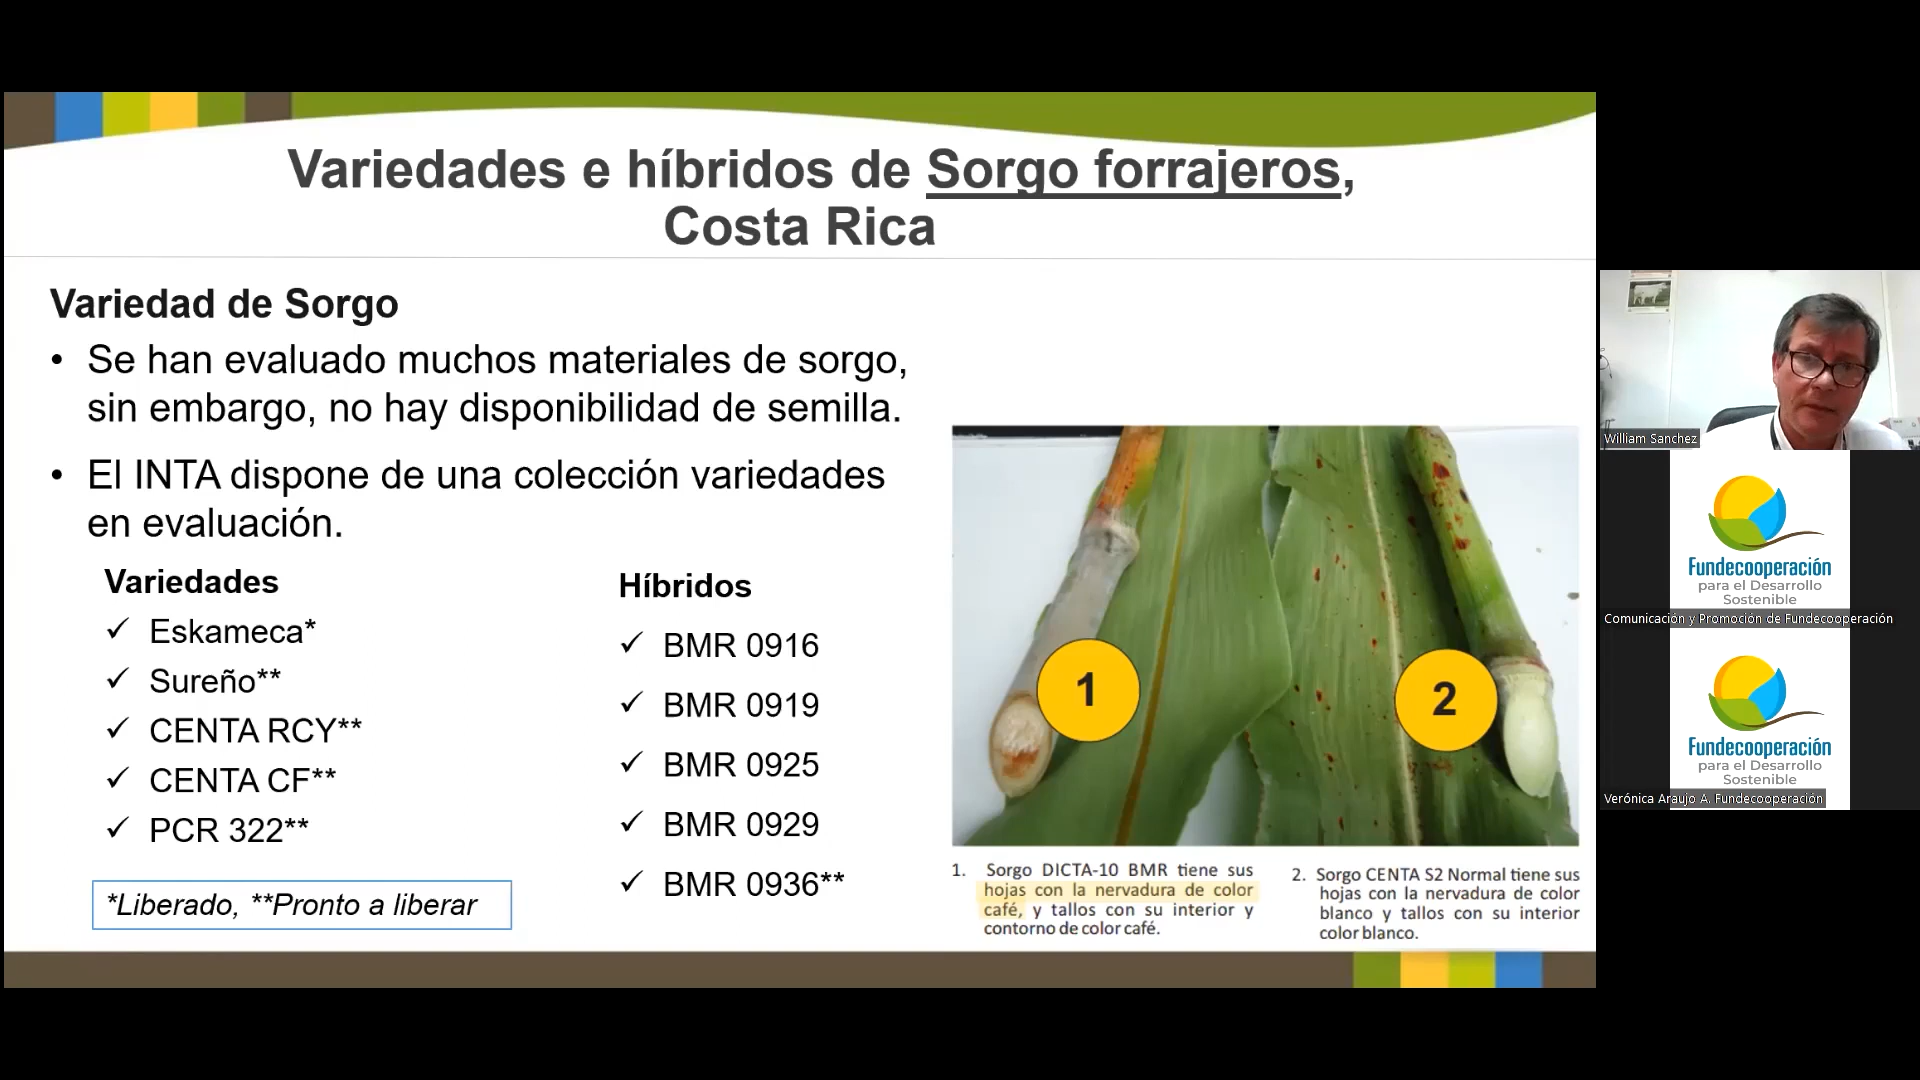 Variedades e híbridos de Sorgo forrajeros,
Costa Rica
Variedad de Sorgo
• Se han evaluado muchos materiales de sorgo,
sin embargo, no hay disponibilidad de semilla.
• El INTA dispone de una colección variedades
en evaluación.
Variedades
✓ Eskameca*
✓ Sureño**
✓ CENTA RCY**
✓ CENTA CF**
✓ PCR 322**
*Liberado, **Pronto a liberar
Híbridos
✓ BMR 0916
✓ BMR 0919
✓ BMR 0925
✓ BMR 0929
✓ BMR 0936**
1
2
1. Sorgo DICTA-10 BMR tiene sus
hojas con la nervadura de color
café, y tallos con su interior y
contorno de color café.
2. Sorgo CENTA S2 Normal tiene sus
hojas con la nervadura de color
blanco y tallos con su interior
color blanco.
William Sanchez
Fundecooperación
para el Desarrollo
Sostenible
Comunicación y Promoción de Fundecooperación
Fundecooperación
para el Desarrollo
Sostenible
Verónica Araujo A. Fundecooperación